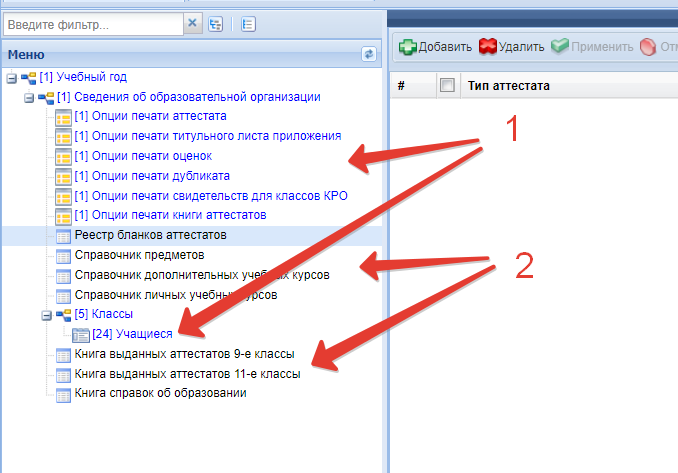 Введите фильтр...
Меню
[1] Учебный год
[1] Сведения об образовательной организации
[1] Опции печати аттестата
[1] Опции печати титульного листа приложения
[1] Опции печати оценок
[1] Опции печати дубликата
[1] Опции печати свидетельств для классов КРО
[1] Опции печати книги аттестатов
Реестр бланков аттестатов
Справочник предметов
Справочник дополнительных учебных курсов
Справочник личных учебных курсов
[5] Классы
[24] Учащиеся
Книга выданных аттестатов 9-е классы
Книга выданных аттестатов 11-е классы
Книга справок об образовании
Добавить Удалить Применить Отм
# Тип аттестата
1
2